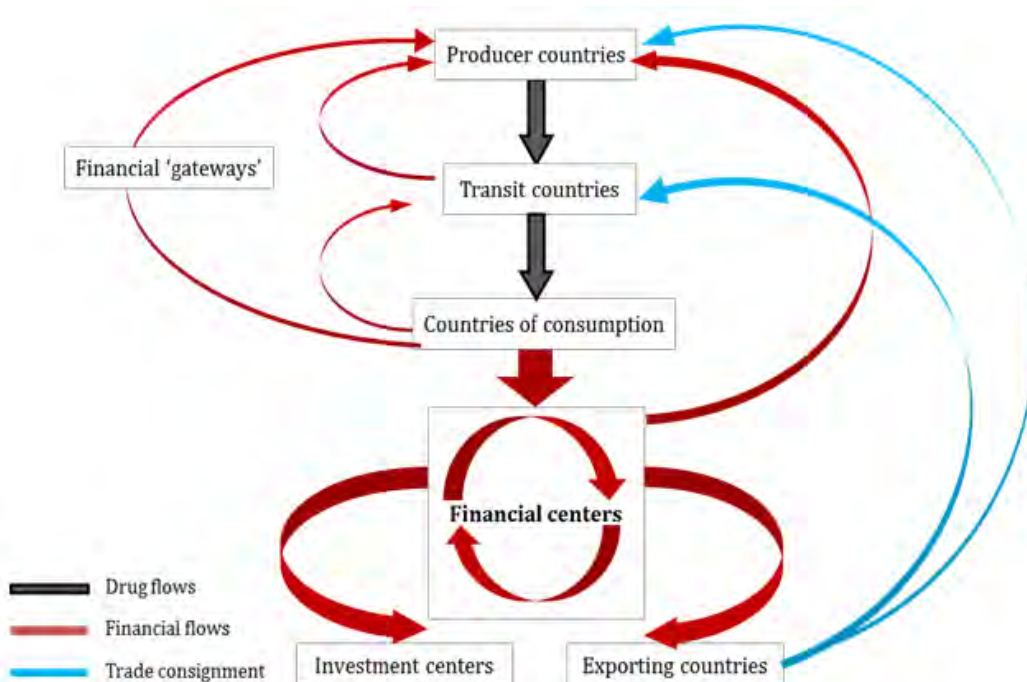 Producer countries
Financial 'gateways'
Transit countries
Countries of consumption
Financial centers
Drug flows
Financial flows
Trade consignment
Investment centers
Exporting countries